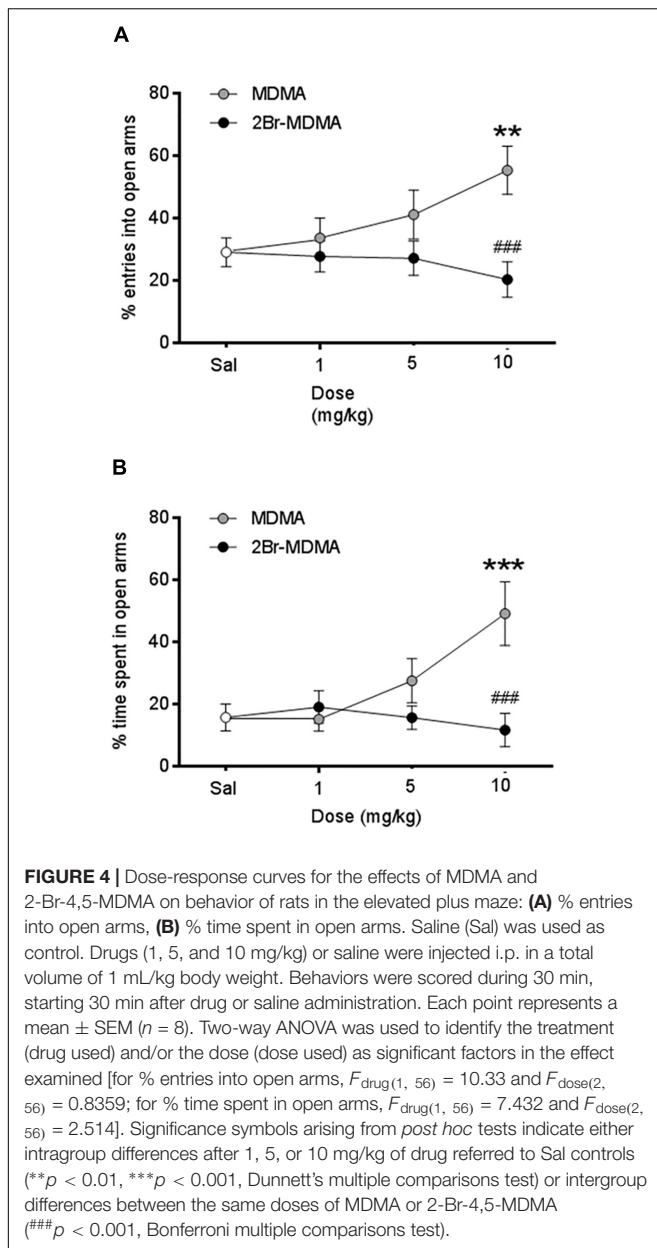 A
80
60
40
20
0
% entries into open arms
MDMA
2Br-MDMA
**
###
Sal
1
5
10
Dose
(mg/kg)
B
80
60
40
20
0
% time spent in open arms
MDMA
2Br-MDMA
***
###
Sal
1
5
10
Dose (mg/kg)
FIGURE 4 | Dose-response curves for the effects of MDMA and
2-Br-4,5-MDMA on behavior of rats in the elevated plus maze: (A) % entries
into open arms, (B) % time spent in open arms. Saline (Sal) was used as
control. Drugs (1, 5, and 10 mg/kg) or saline were injected i.p. in a total
volume of 1 mL/kg body weight. Behaviors were scored during 30 min,
starting 30 min after drug or saline administration. Each point represents a
mean ± SEM (n = 8). Two-way ANOVA was used to identify the treatment
(drug used) and/or the dose (dose used) as significant factors in the effect
examined [for % entries into open arms, Fdrug(1, 56) = 10.33 and Fdose(2,
56) = 0.8359; for % time spent in open arms, Fdrug(1, 56) = 7.432 and Fdose(2,
56) = 2.514]. Significance symbols arising from post hoc tests indicate either
intragroup differences after 1, 5, or 10 mg/kg of drug referred to Sal controls
(**p < 0.01, ***p < 0.001, Dunnett's multiple comparisons test) or intergroup
differences between the same doses of MDMA or 2-Br-4,5-MDMA
(###p < 0.001, Bonferroni multiple comparisons test).